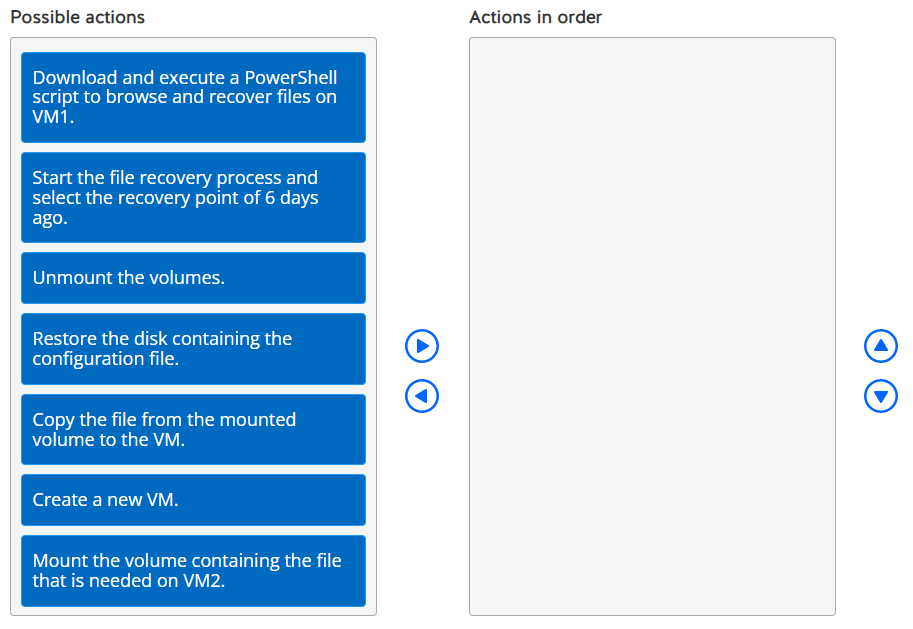 Possible actions
Actions in order
Download and execute a PowerShell
script to browse and recover files on
VM1.
Start the file recovery process and
select the recovery point of 6 days
ago.
Unmount the volumes.
Restore the disk containing the
configuration file.
Copy the file from the mounted
volume to the VM.
Create a new VM.
Mount the volume containing the file
that is needed on VM2.